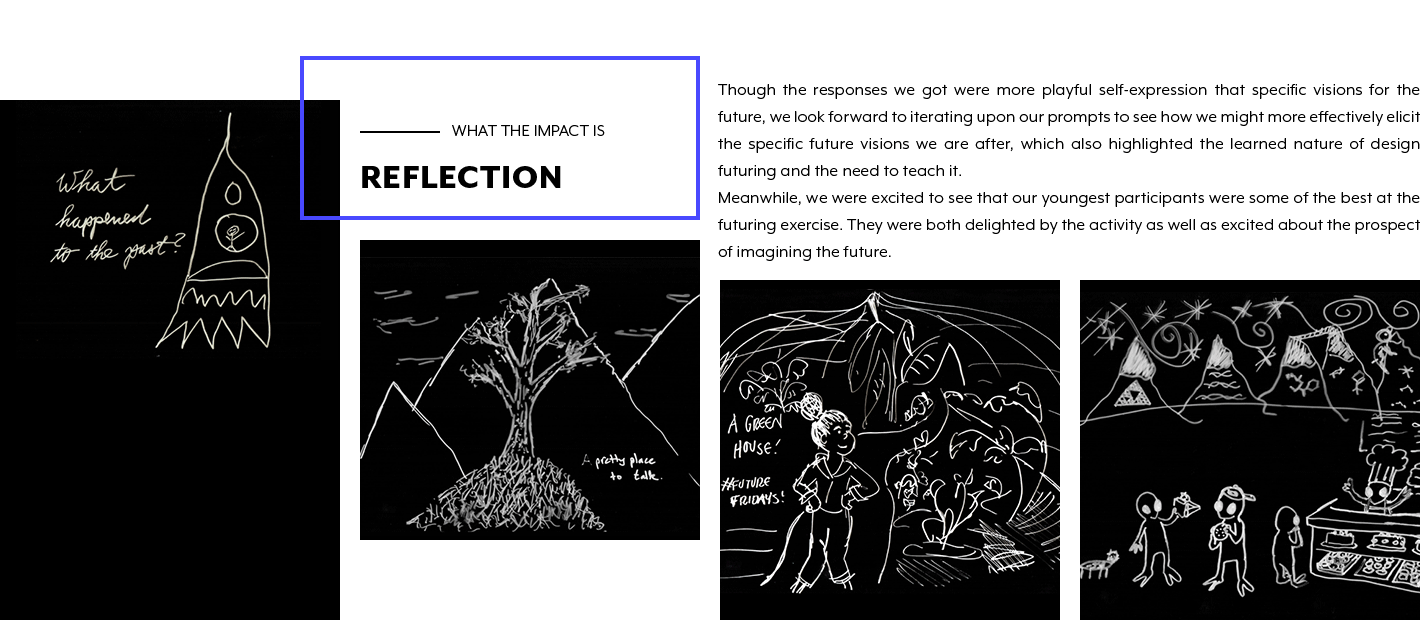 What
happened
to the past?
WHAT THE IMPACT IS
REFLECTION
Though the responses we got were more playful self-expression that specific visions for the
future, we look forward to iterating upon our prompts to see how we might more effectively elicit
the specific future visions we are after, which also highlighted the learned nature of design
futuring and the need to teach it.
Meanwhile, we were excited to see that our youngest participants were some of the best at the
futuring exercise. They were both delighted by the activity as well as excited about the prospect
of imagining the future.
A pretty place
to talk.
A GREEN
HOUSE!
#FUTURE
FRIDAYS!